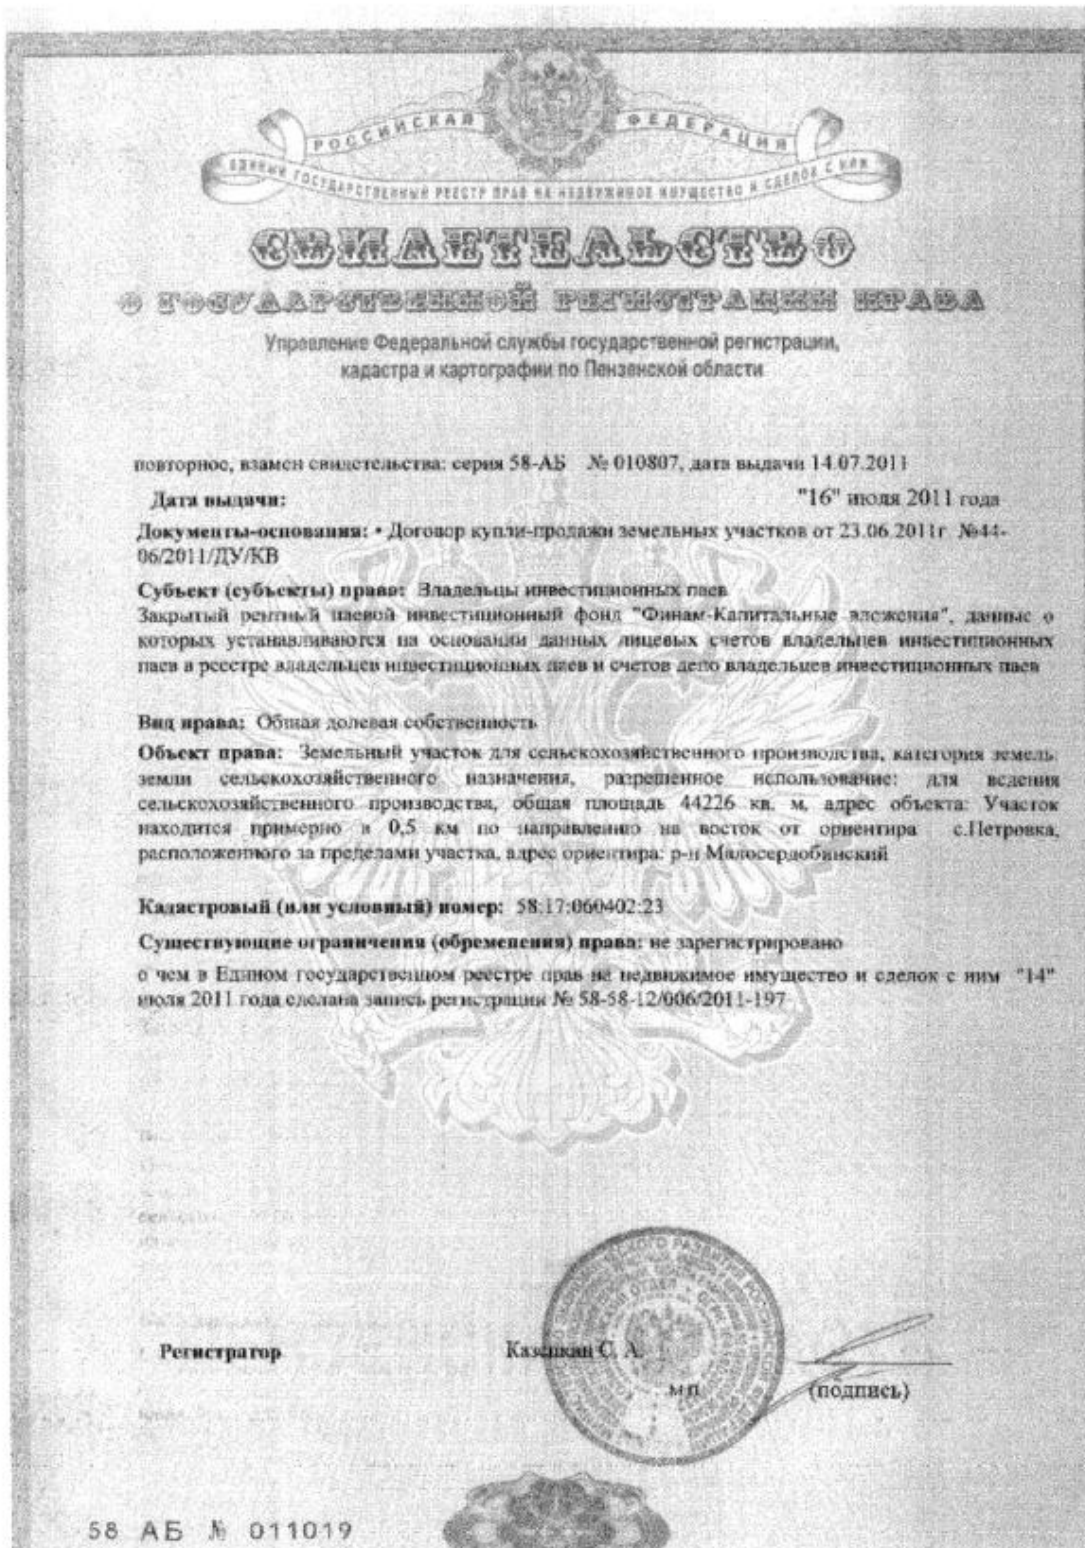 РОССИЙСКАЯ ФЕДЕРАЦИЯ
ЕДИНЫЙ ГОСУДАРСТВЕННЫЙ РЕЕСТР ПРАВ НА НЕДВИЖИМОЕ ИМУЩЕСТВО И СДЕЛОК С НИМ
СВИДЕТЕЛЬСТВО
О ГОСУДАРСТВЕННОЙ РЕГИСТРАЦИИ ПРАВА
Управление Федеральной службы государственной регистрации,
кадастра и картографии по Пензенской области
повторное, взамен свидетельства: серия 58-АБ № 010807, дата выдачи 14.07.2011
Дата выдачи: "16" июля 2011 года
Документы-основания: • Договор купли-продажи земельных участков от 23.06.2011г №44-
06/2011/ДУ/КВ
Субъект (субъекты) права: Владельцы инвестиционных паев
Закрытый рентный паевой инвестиционный фонд "Финам-Капитальные вложения", данные о
которых устанавливаются на основании данных лицевых счетов владельцев инвестиционных
паев в реестре владельцев инвестиционных паев и счетов депо владельцев инвестиционных паев
Вид права: Общая долевая собственность
Объект права: Земельный участок для сельскохозяйственного производства, категория земель:
земли сельскохозяйственного назначения, разрешенное использование: для ведения
сельскохозяйственного производства, общая площадь 44226 кв. м, адрес объекта: Участок
находится примерно в 0,5 км по направлению на восток от ориентира с.Петровка,
расположенного за пределами участка, адрес ориентира: р-н Малосердобинский
Кадастровый (или условный) номер: 58:17:060402:23
Существующие ограничения (обременения) права: не зарегистрировано
о чем в Едином государственном реестре прав на недвижимое имущество и сделок с ним "14"
июля 2011 года сделана запись регистрации № 58-58-12/006/2011-197
Регистратор С. А.
м п
(подпись)
58 АБ № 011019